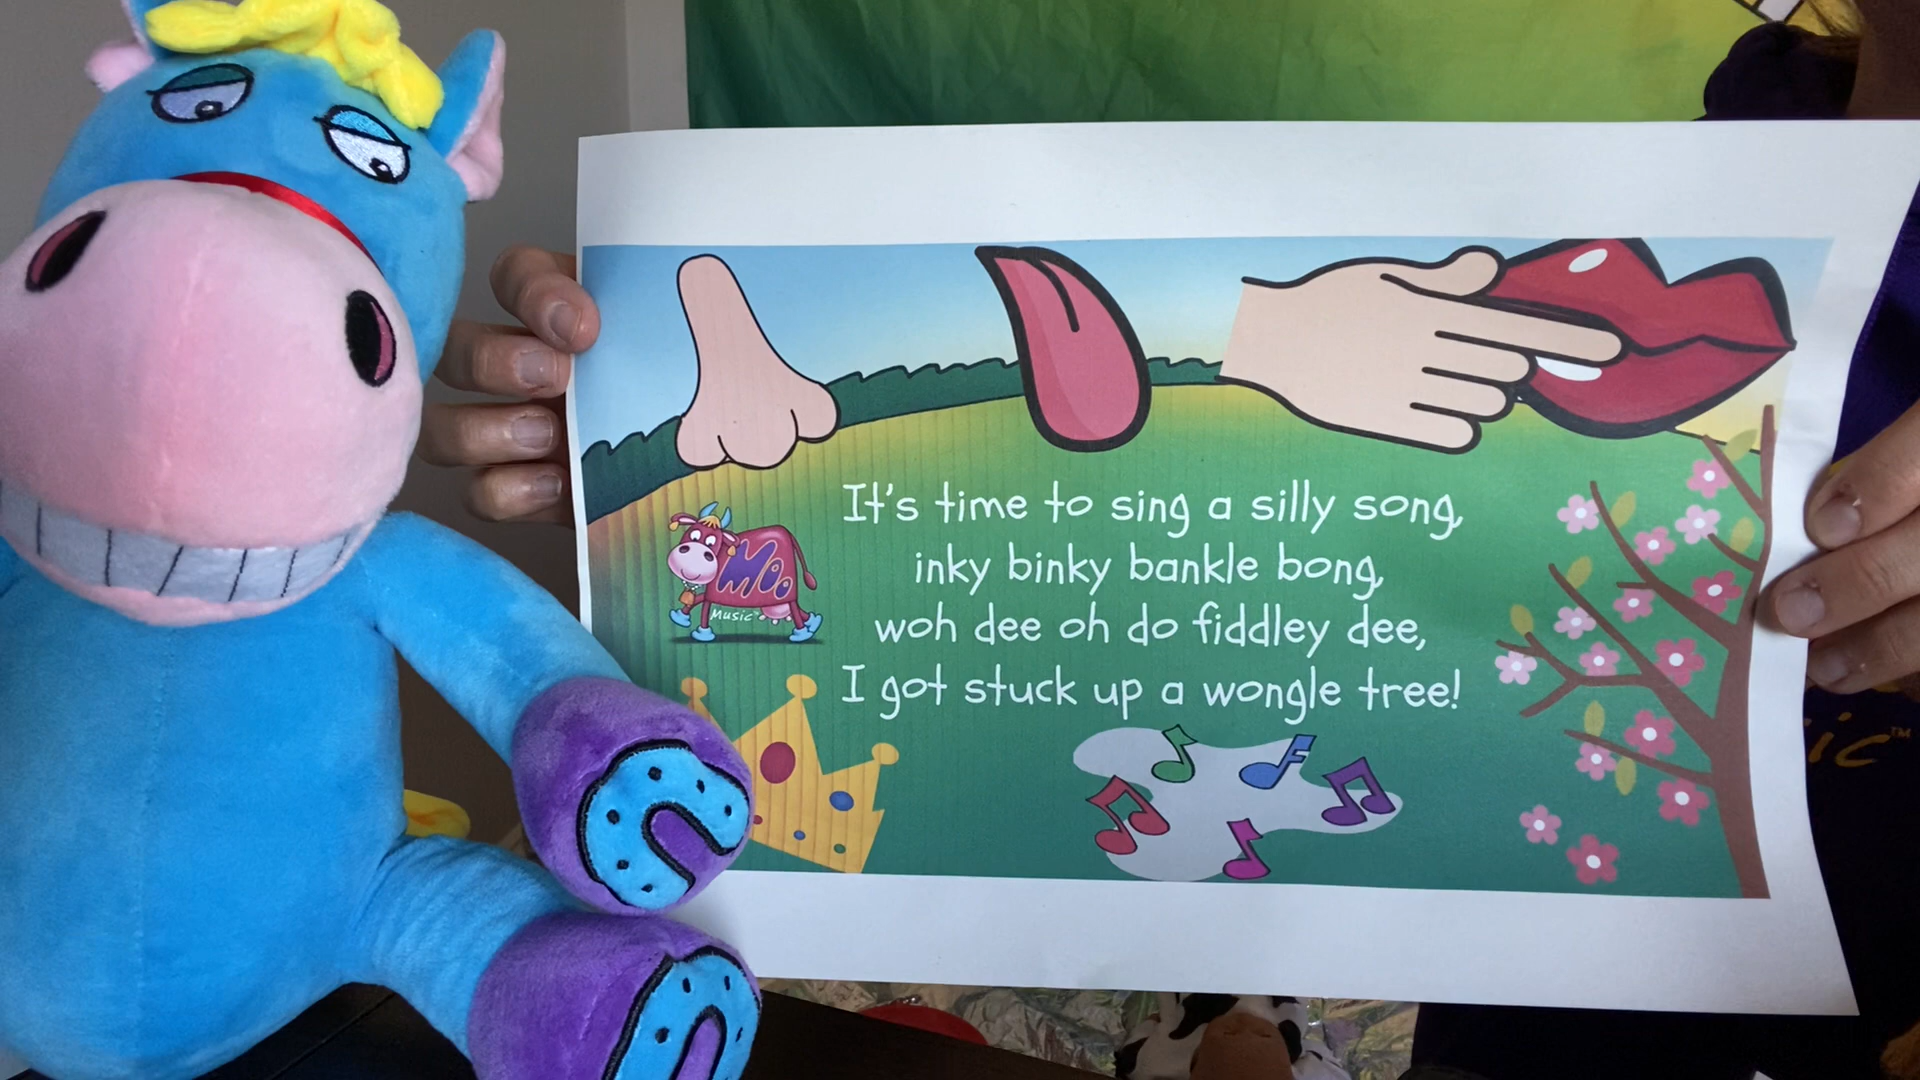 It's time to sing a silly song,
inky binky bankle bong,
woh dee oh do fiddley dee,
I got stuck up a wongle tree!
Moo
Music
ic™